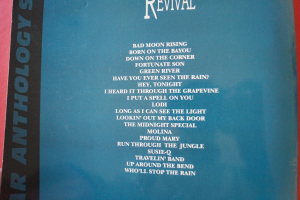 REVIVAL
BAD MOON RISING
BORN ON THE BAYOU
DOWN ON THE CORNER
FORTUNATE SON
GREEN RIVER
HAVE YOU EVER SEEN THE RAIN?
HEY, TONIGHT
I HEARD IT THROUGH THE GRAPEVINE
I PUT A SPELL ON YOU
LODI
LONG AS I CAN SEE THE LIGHT
LOOKIN' OUT MY BACK DOOR
THE MIDNIGHT SPECIAL
MOLINA
PROUD MARY
RUN THROUGH THE JUNGLE
SUSIE-Q
TRAVELIN' BAND
UP AROUND THE BEND
WHO'LL STOP THE RAIN
AR ANTHOLOGY S